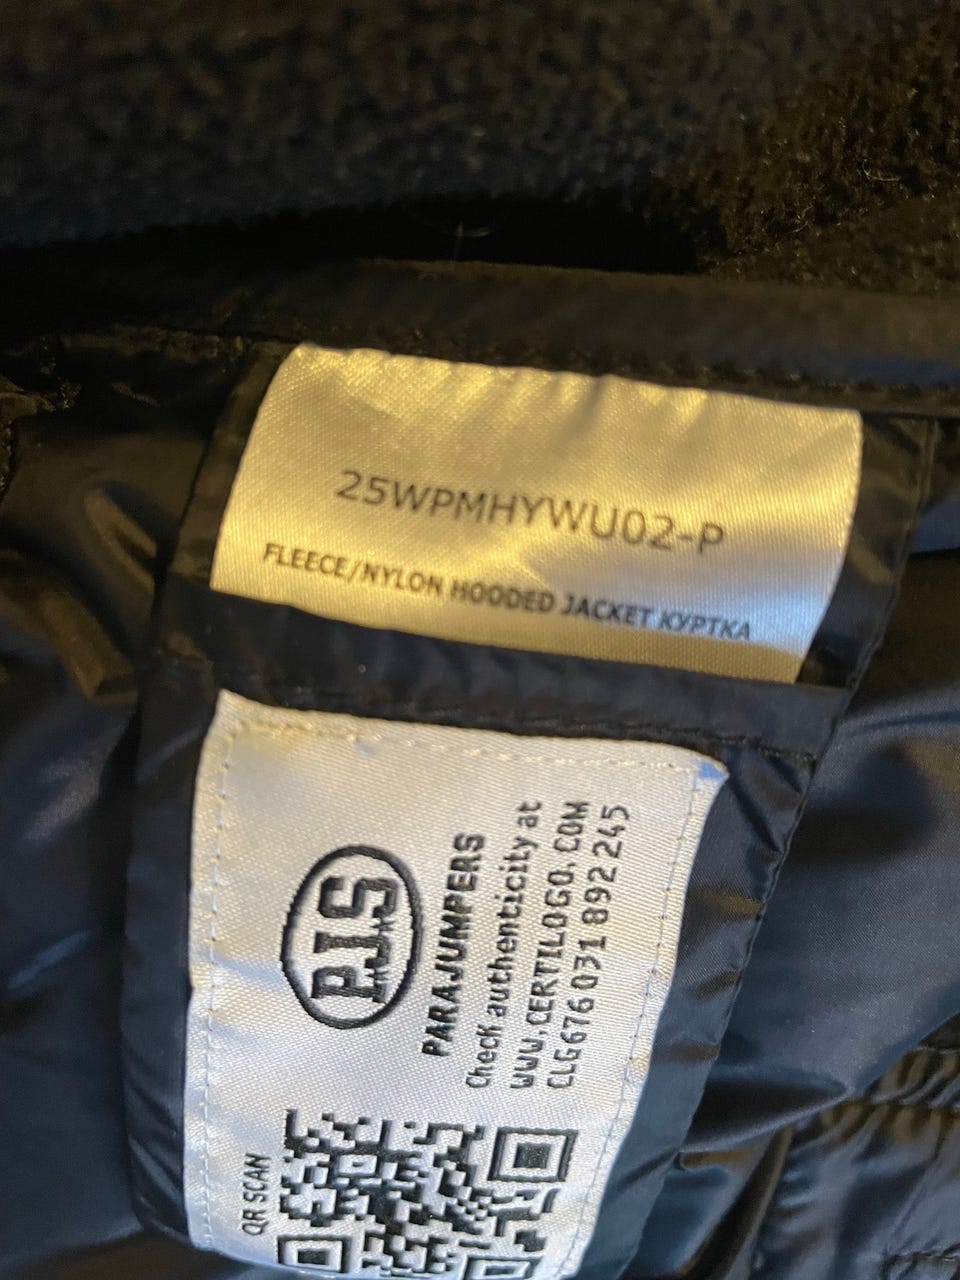 25WPMHYWU02-P
FLEECE/NYLON HOODED JACKET КУРТКА
P.J.S
PARAJUMPERS
Check authenticity at
WWW.CERTILOGO.COM
CLG676 031 892 245
QR SCAN